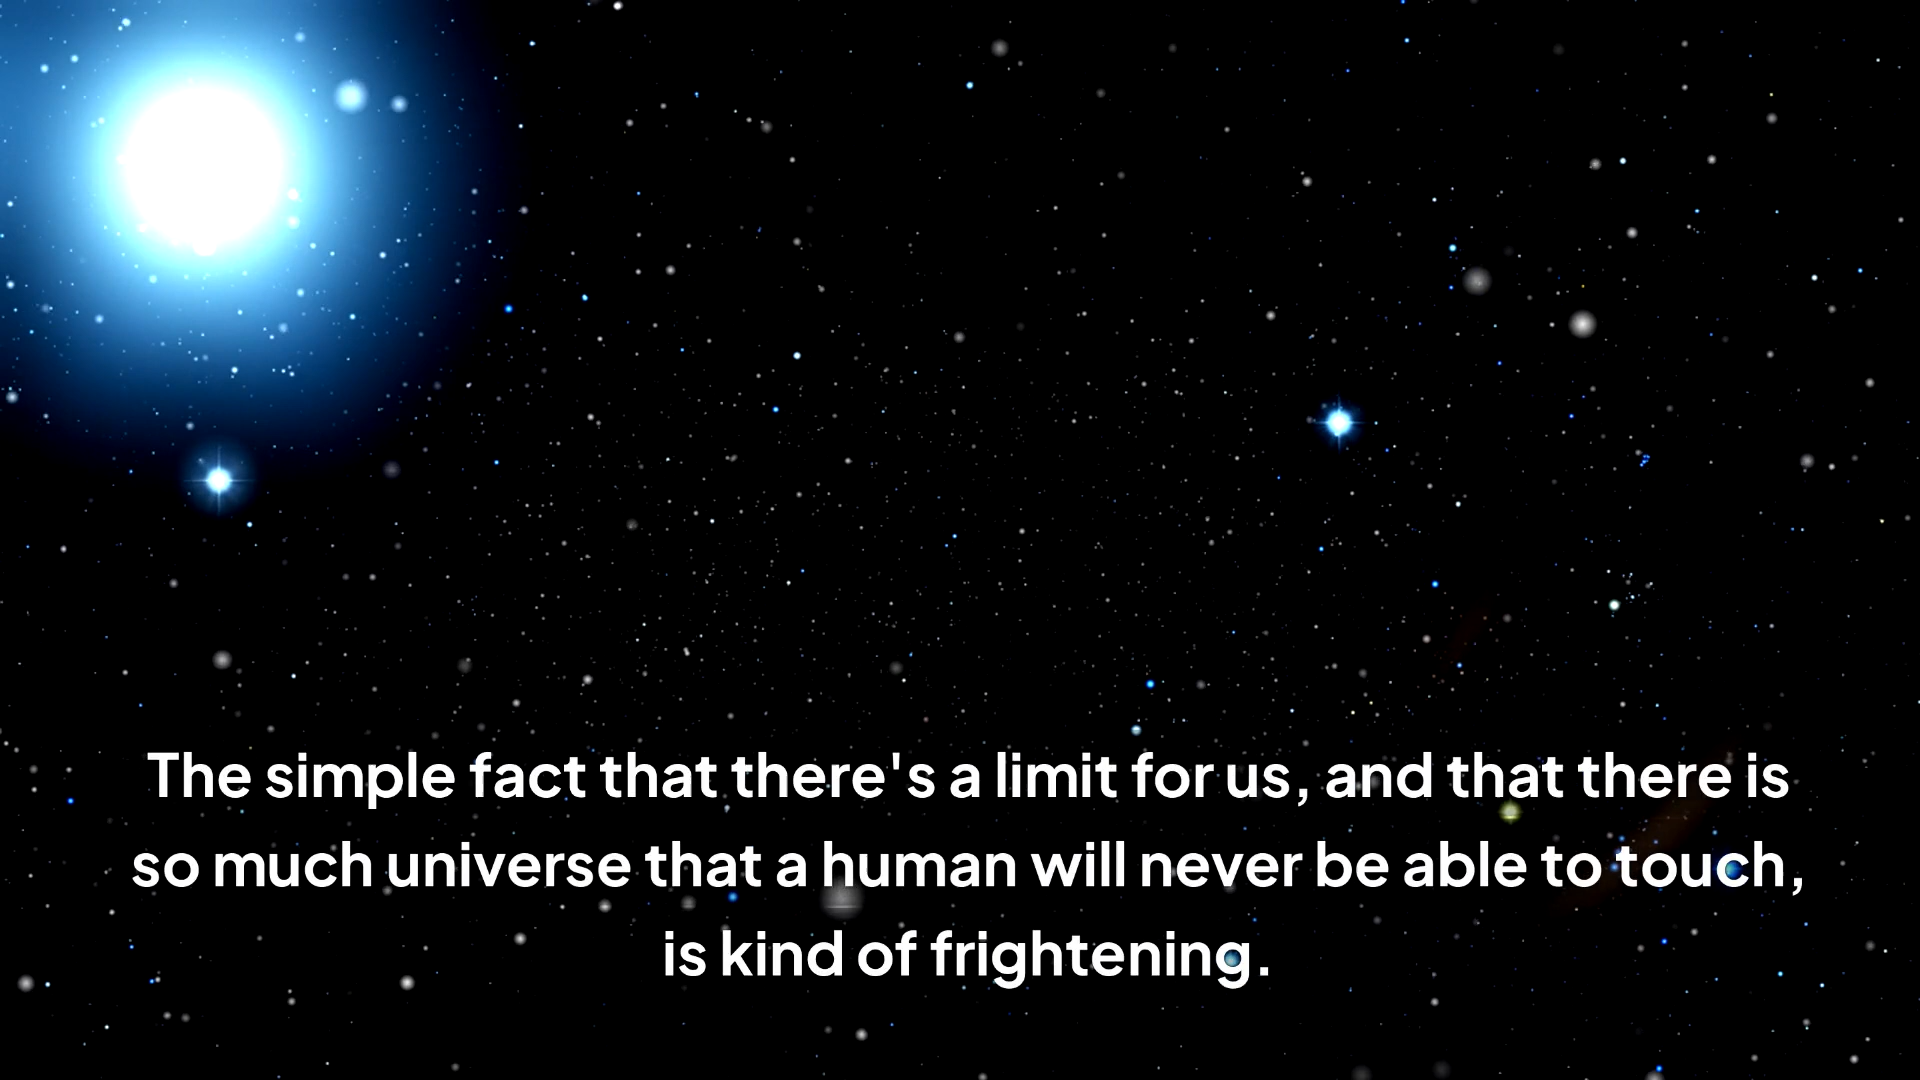 The simple fact that there's a limit for us, and that there is
so much universe that a human will never be able to touch,
is kind of frightening.